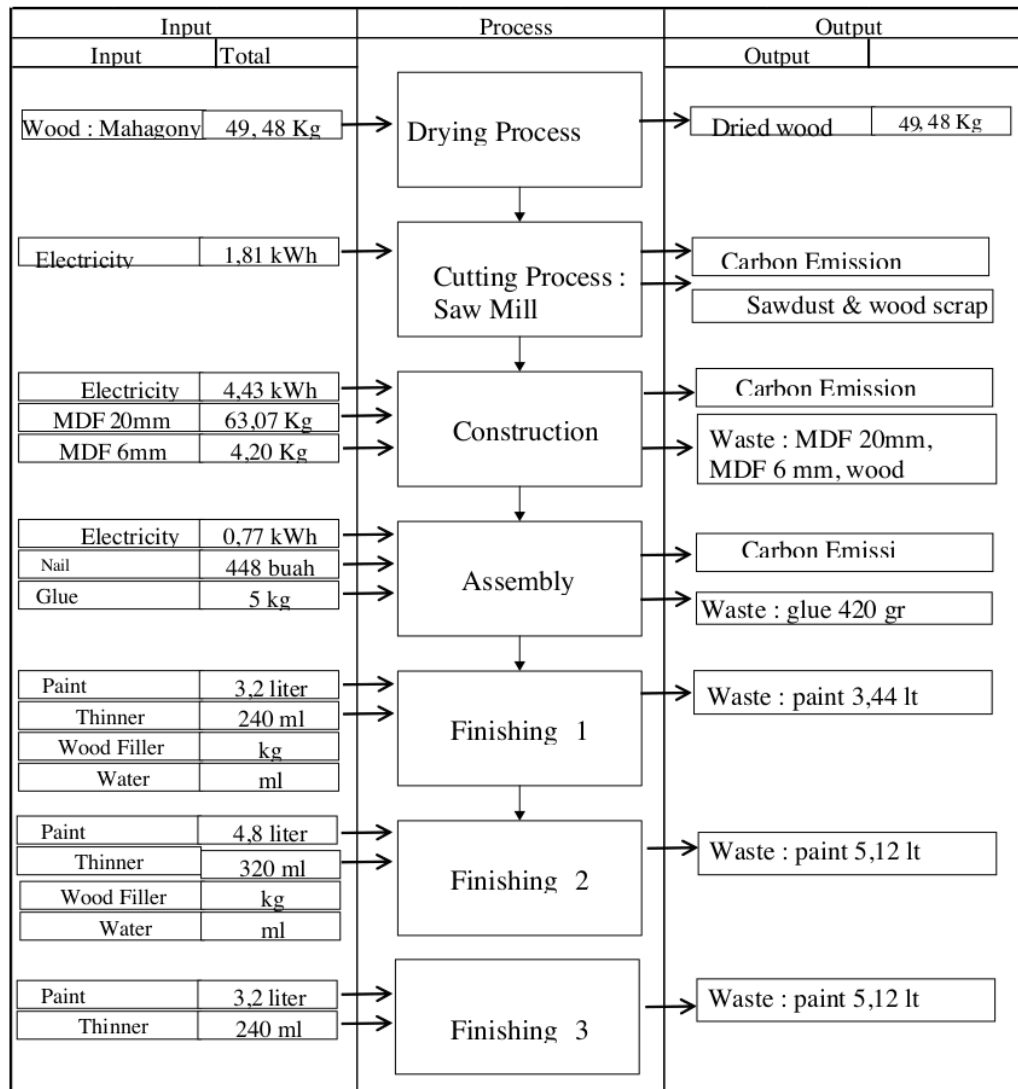 Input Process Output
Input Total Output
Wood : Mahagony 49, 48 Kg Drying Process Dried wood 49, 48 Kg
Electricity 1,81 kWh Cutting Process : Saw Mill Carbon Emission
Sawdust & wood scrap
Electricity 4,43 kWh Construction Carbon Emission
MDF 20mm 63,07 Kg Waste : MDF 20mm,
MDF 6mm 4,20 Kg MDF 6 mm, wood
Electricity 0,77 kWh Assembly Carbon Emissi
Nail 448 buah
Glue 5 kg Waste : glue 420 gr
Paint 3,2 liter Finishing 1 Waste : paint 3,44 lt
Thinner 240 ml
Wood Filler kg
Water ml
Paint 4,8 liter Finishing 2 Waste : paint 5,12 lt
Thinner 320 ml
Wood Filler kg
Water ml
Paint 3,2 liter Finishing 3 Waste : paint 5,12 lt
Thinner 240 ml